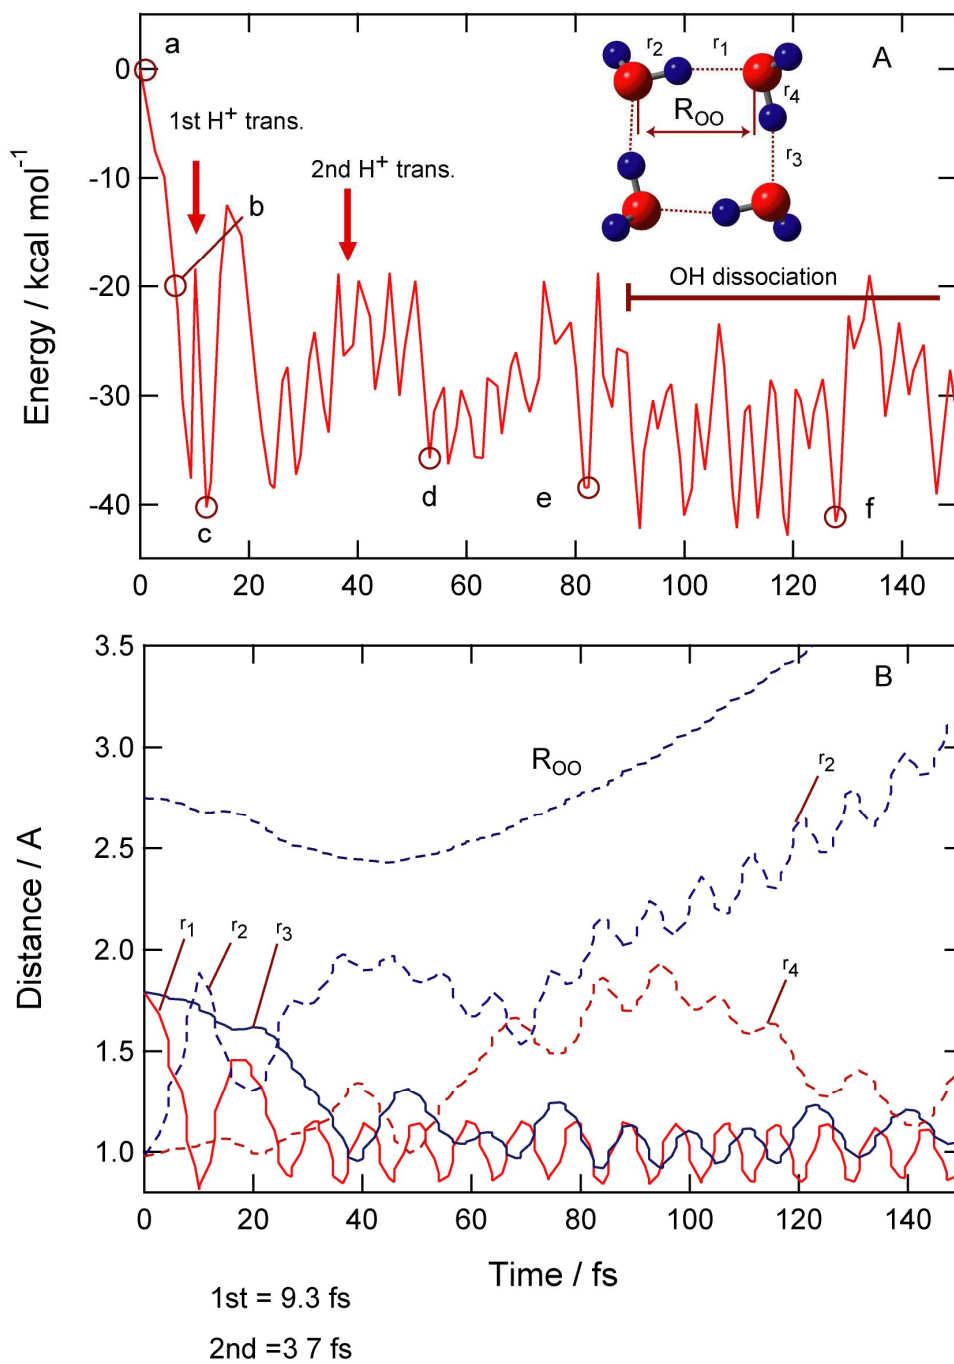 a
A
r2 r1
r4
ROO
r3
1st H+ trans.
2nd H+ trans.
b
OH dissociation
c
d
e
f
0
-10
-20
-30
-40
Energy / kcal mol-1
0 20 40 60 80 100 120 140
B
3.5
3.0
2.5
2.0
1.5
1.0
Distance / A
ROO
r2
r1 r2 r3
r4
0 20 40 60 80 100 120 140
Time / fs
1st = 9.3 fs
2nd =3 7 fs